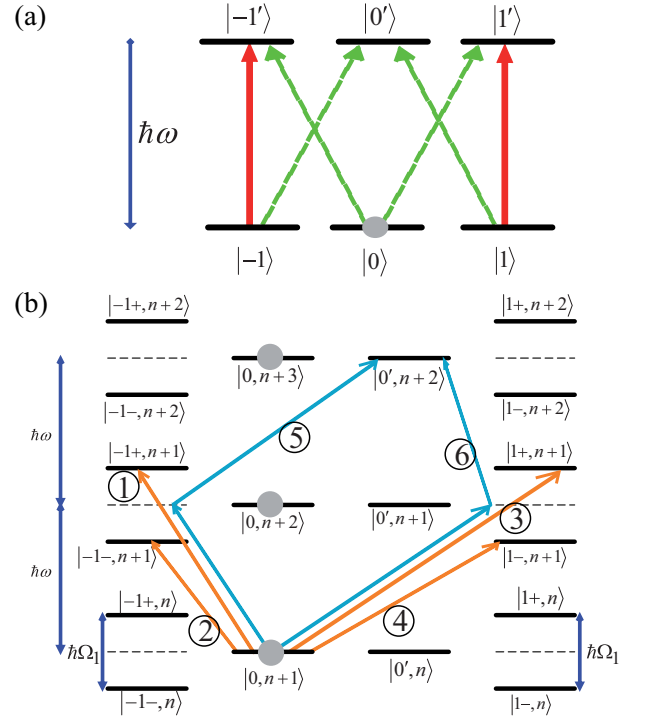 (a)
|−1′⟩ |0′⟩ |1′⟩
ħω
|−1⟩ |0⟩ |1⟩
(b)
|−1+, n+2⟩ |1+, n+2⟩
|0, n+3⟩ |0′, n+2⟩
|−1−, n+2⟩ |1−, n+2⟩
ħω
⑤ ⑥
|−1+, n+1⟩ |1+, n+1⟩
①
③
|0, n+2⟩ |0′, n+1⟩
|−1−, n+1⟩ |1−, n+1⟩
ħω
|−1+, n⟩ ② ④ |1+, n⟩
ħΩ₁ |0, n+1⟩ |0′, n⟩ ħΩ₁
|−1−, n⟩ |1−, n⟩